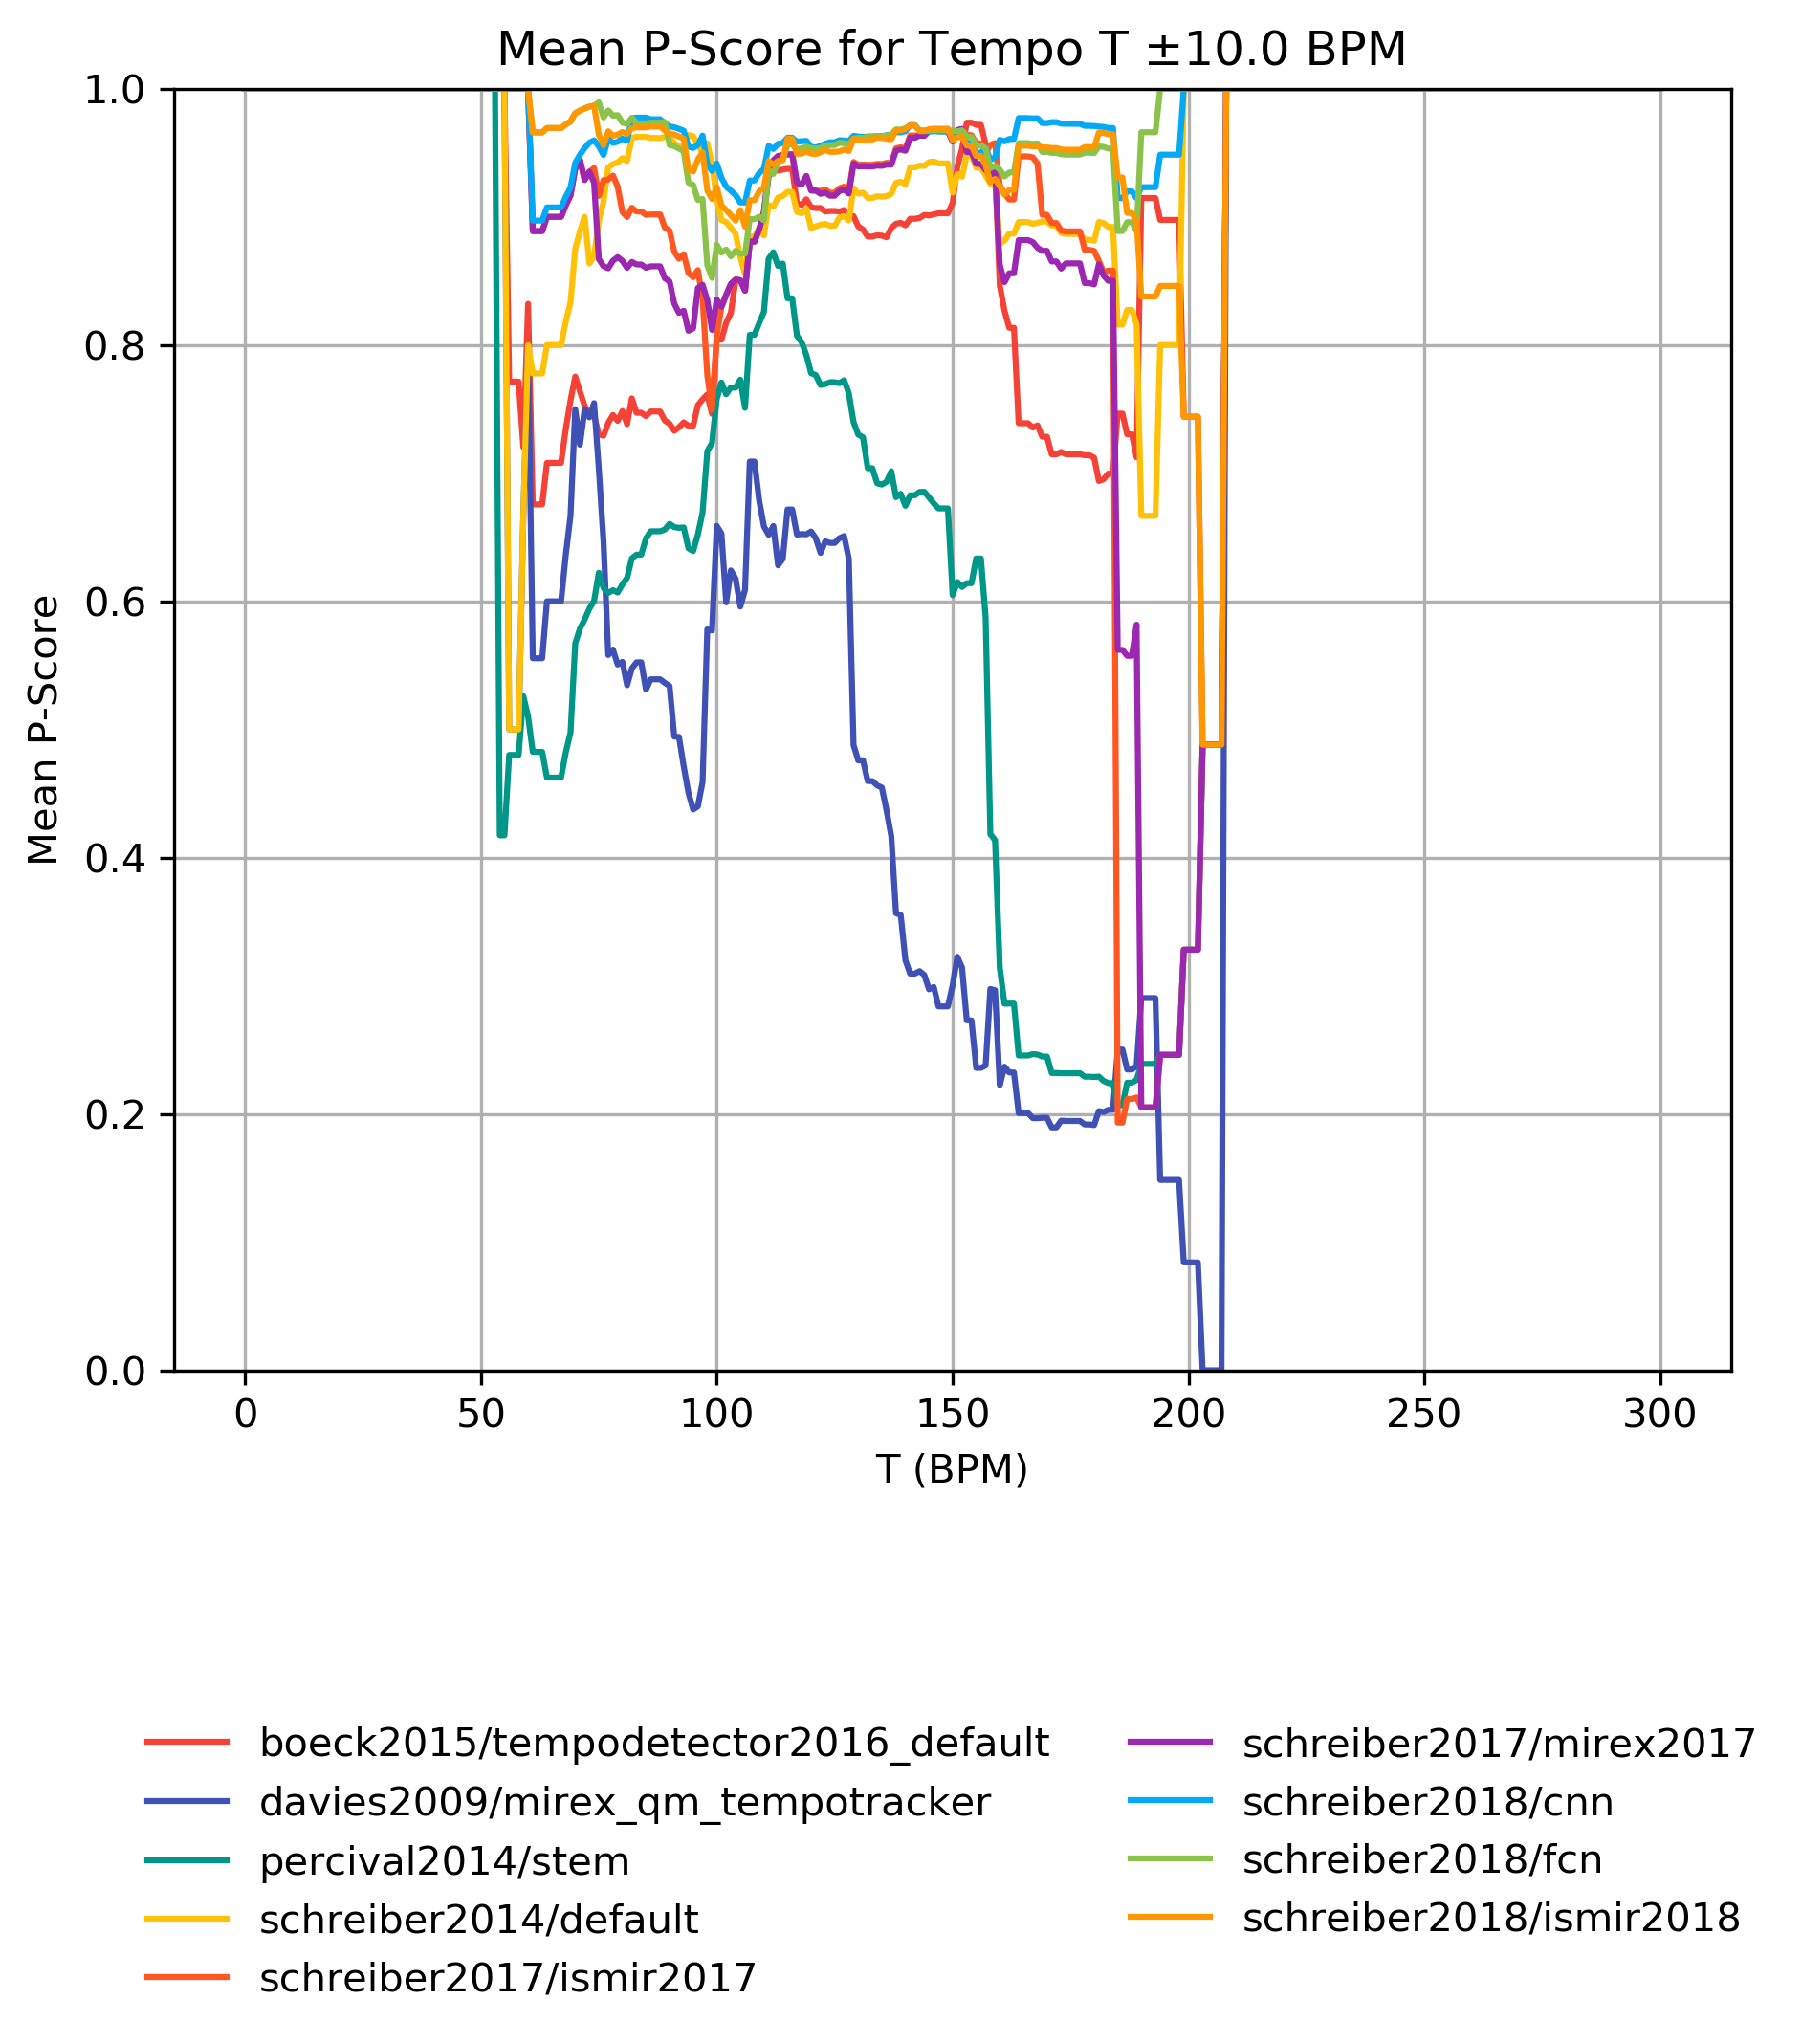 Mean P-Score for Tempo T ±10.0 BPM
1.0
0.8
0.6
0.4
0.2
0.0
Mean P-Score
0 50 100 150 200 250 300
T (BPM)
boeck2015/tempodetector2016_default
davies2009/mirex_qm_tempotracker
percival2014/stem
schreiber2014/default
schreiber2017/ismir2017
schreiber2017/mirex2017
schreiber2018/cnn
schreiber2018/fcn
schreiber2018/ismir2018